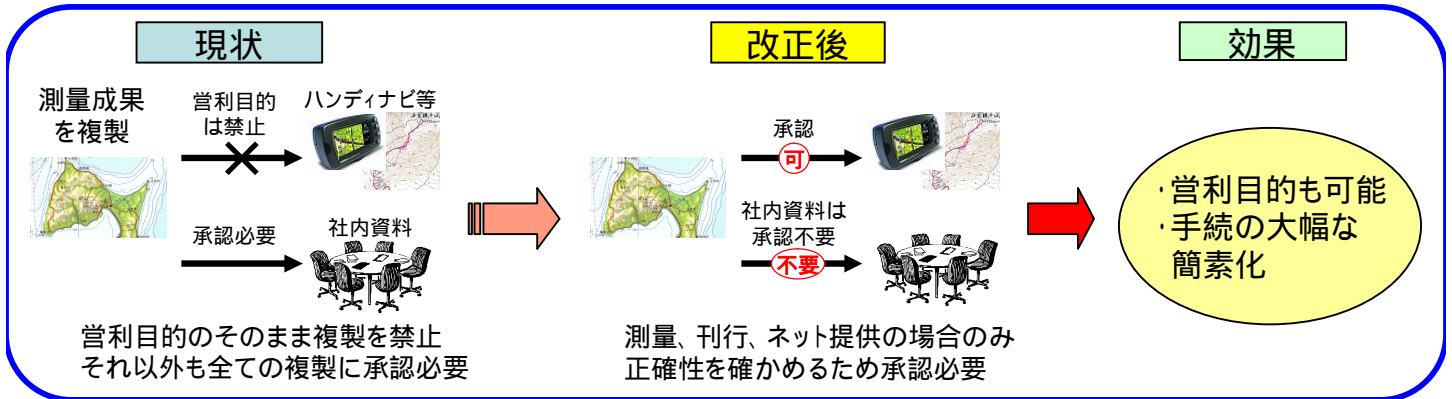 現状
測量成果
を複製
営利目的
は禁止
ハンディナビ等
承認必要
社内資料
営利目的のそのまま複製を禁止
それ以外も全ての複製に承認必要
改正後
承認
可
社内資料は
承認不要
不要
測量、刊行、ネット提供の場合のみ
正確性を確かめるため承認必要
効果
・営利目的も可能
・手続の大幅な
簡素化